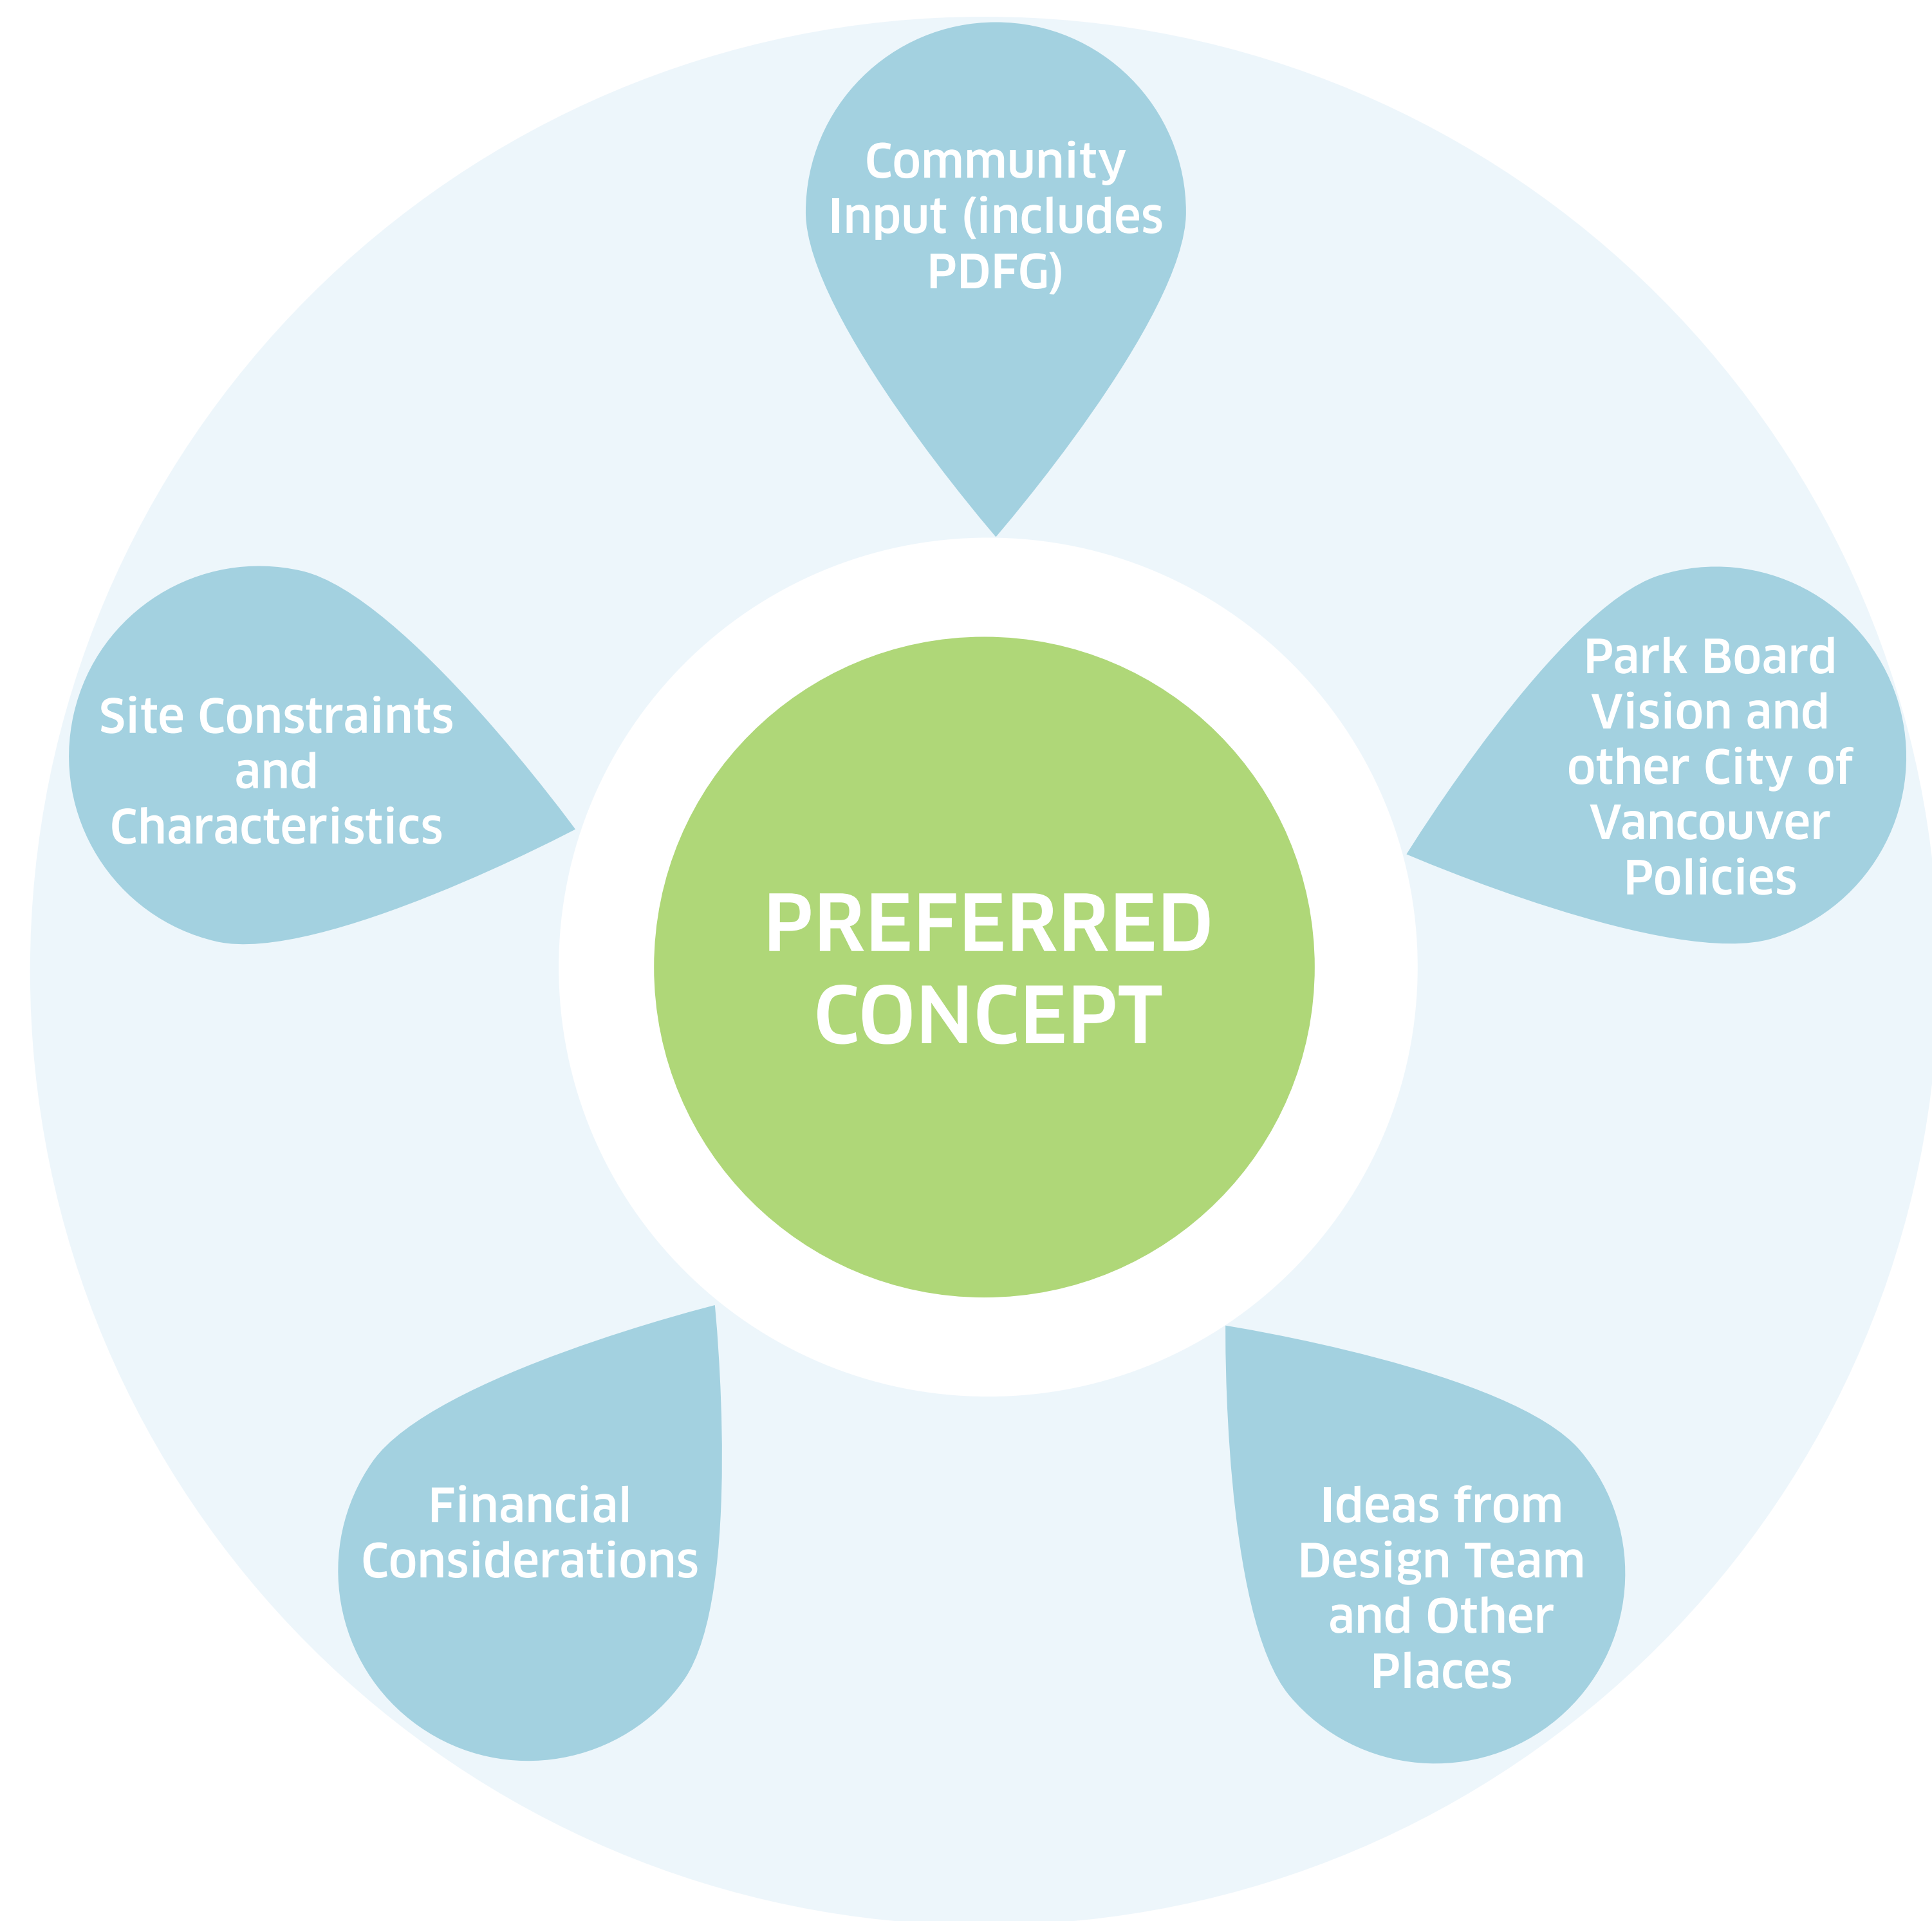 Community
Input (includes
PDFG)
Park Board
Vision and
other City of
Vancouver
Policies
Site Constraints
and
Characteristics
PREFERRED
CONCEPT
Financial
Considerations
Ideas from
Design Team
and Other
Places